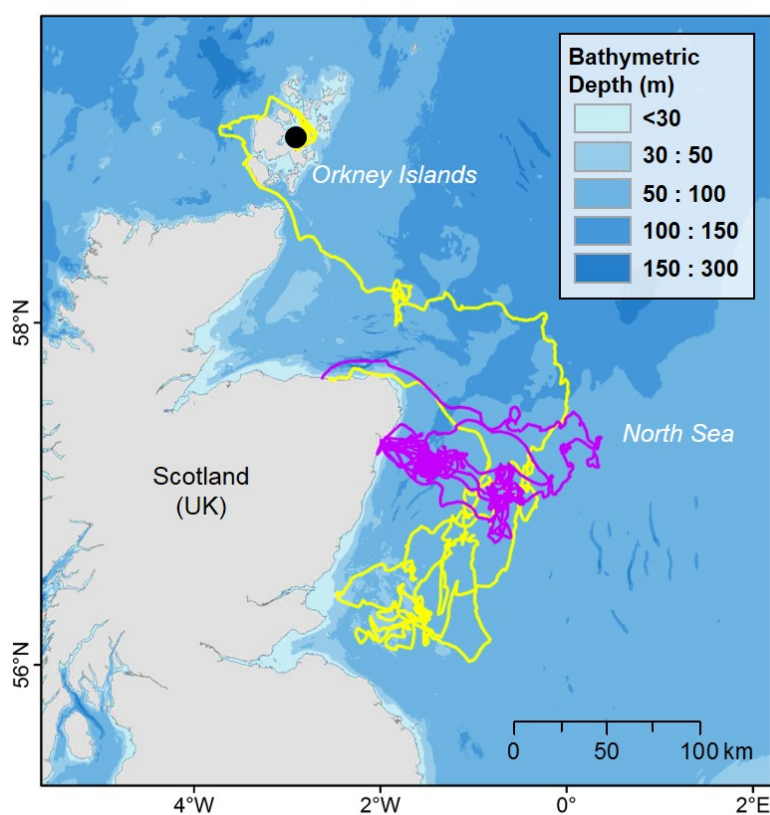 Bathymetric
Depth (m)
<30
30 : 50
50 : 100
100 : 150
150 : 300
Orkney Islands
58°N
North Sea
Scotland
(UK)
56°N
0 50 100 km
4°W 2°W 0° 2°E